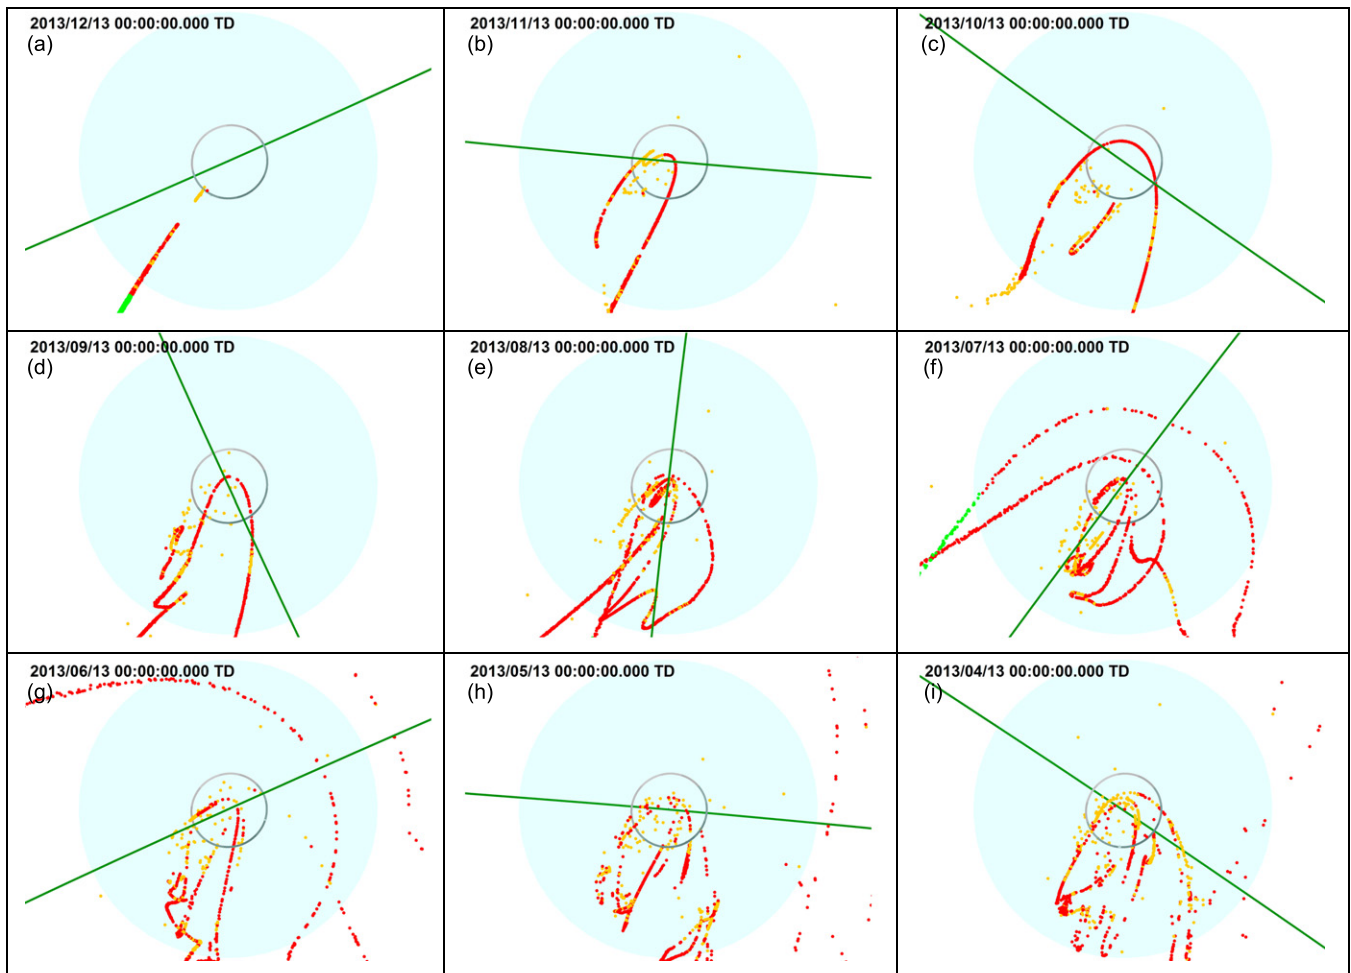 2013/12/13 00:00:00.000 TD
(a)
2013/11/13 00:00:00.000 TD
(b)
2013/10/13 00:00:00.000 TD
(c)
2013/09/13 00:00:00.000 TD
(d)
2013/08/13 00:00:00.000 TD
(e)
2013/07/13 00:00:00.000 TD
(f)
2013/06/13 00:00:00.000 TD
(g)
2013/05/13 00:00:00.000 TD
(h)
2013/04/13 00:00:00.000 TD
(i)